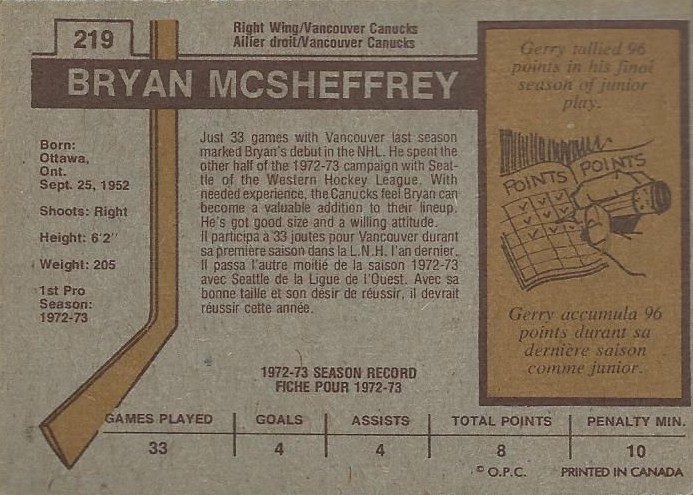 219
Right Wing/Vancouver Canucks
Ailier droit/Vancouver Canucks
BRYAN MCSHEFFREY
Born:
Ottawa,
Ont.
Sept. 25, 1952
Shoots: Right
Height: 6'2''
Weight: 205
1st Pro
Season:
1972-73
Just 33 games with Vancouver last season
marked Bryan's debut in the NHL. He spent the
other half of the 1972-73 campaign with Seat-
tle of the Western Hockey League. With
needed experience, the Canucks feel Bryan can
become a valuable addition to their lineup.
He's got good size and a willing attitude.
Il participa à 33 joutes pour Vancouver durant
sa première saison dans la L.N.H. l'an dernier.
Il passa l'autre moitié de la saison 1972-73
avec Seattle de la Ligue de l'Ouest. Avec sa
bonne taille et son désir de réussir, il devrait
réussir cette année.
Gerry tallied 96
points in his final
season of junior
play.
POINTS POINTS
Gerry accumula 96
points durant sa
dernière saison
comme junior.
1972-73 SEASON RECORD
FICHE POUR 1972-73
GAMES PLAYED GOALS ASSISTS TOTAL POINTS PENALTY MIN.
33 4 4 8 10
© O.P.C. PRINTED IN CANADA